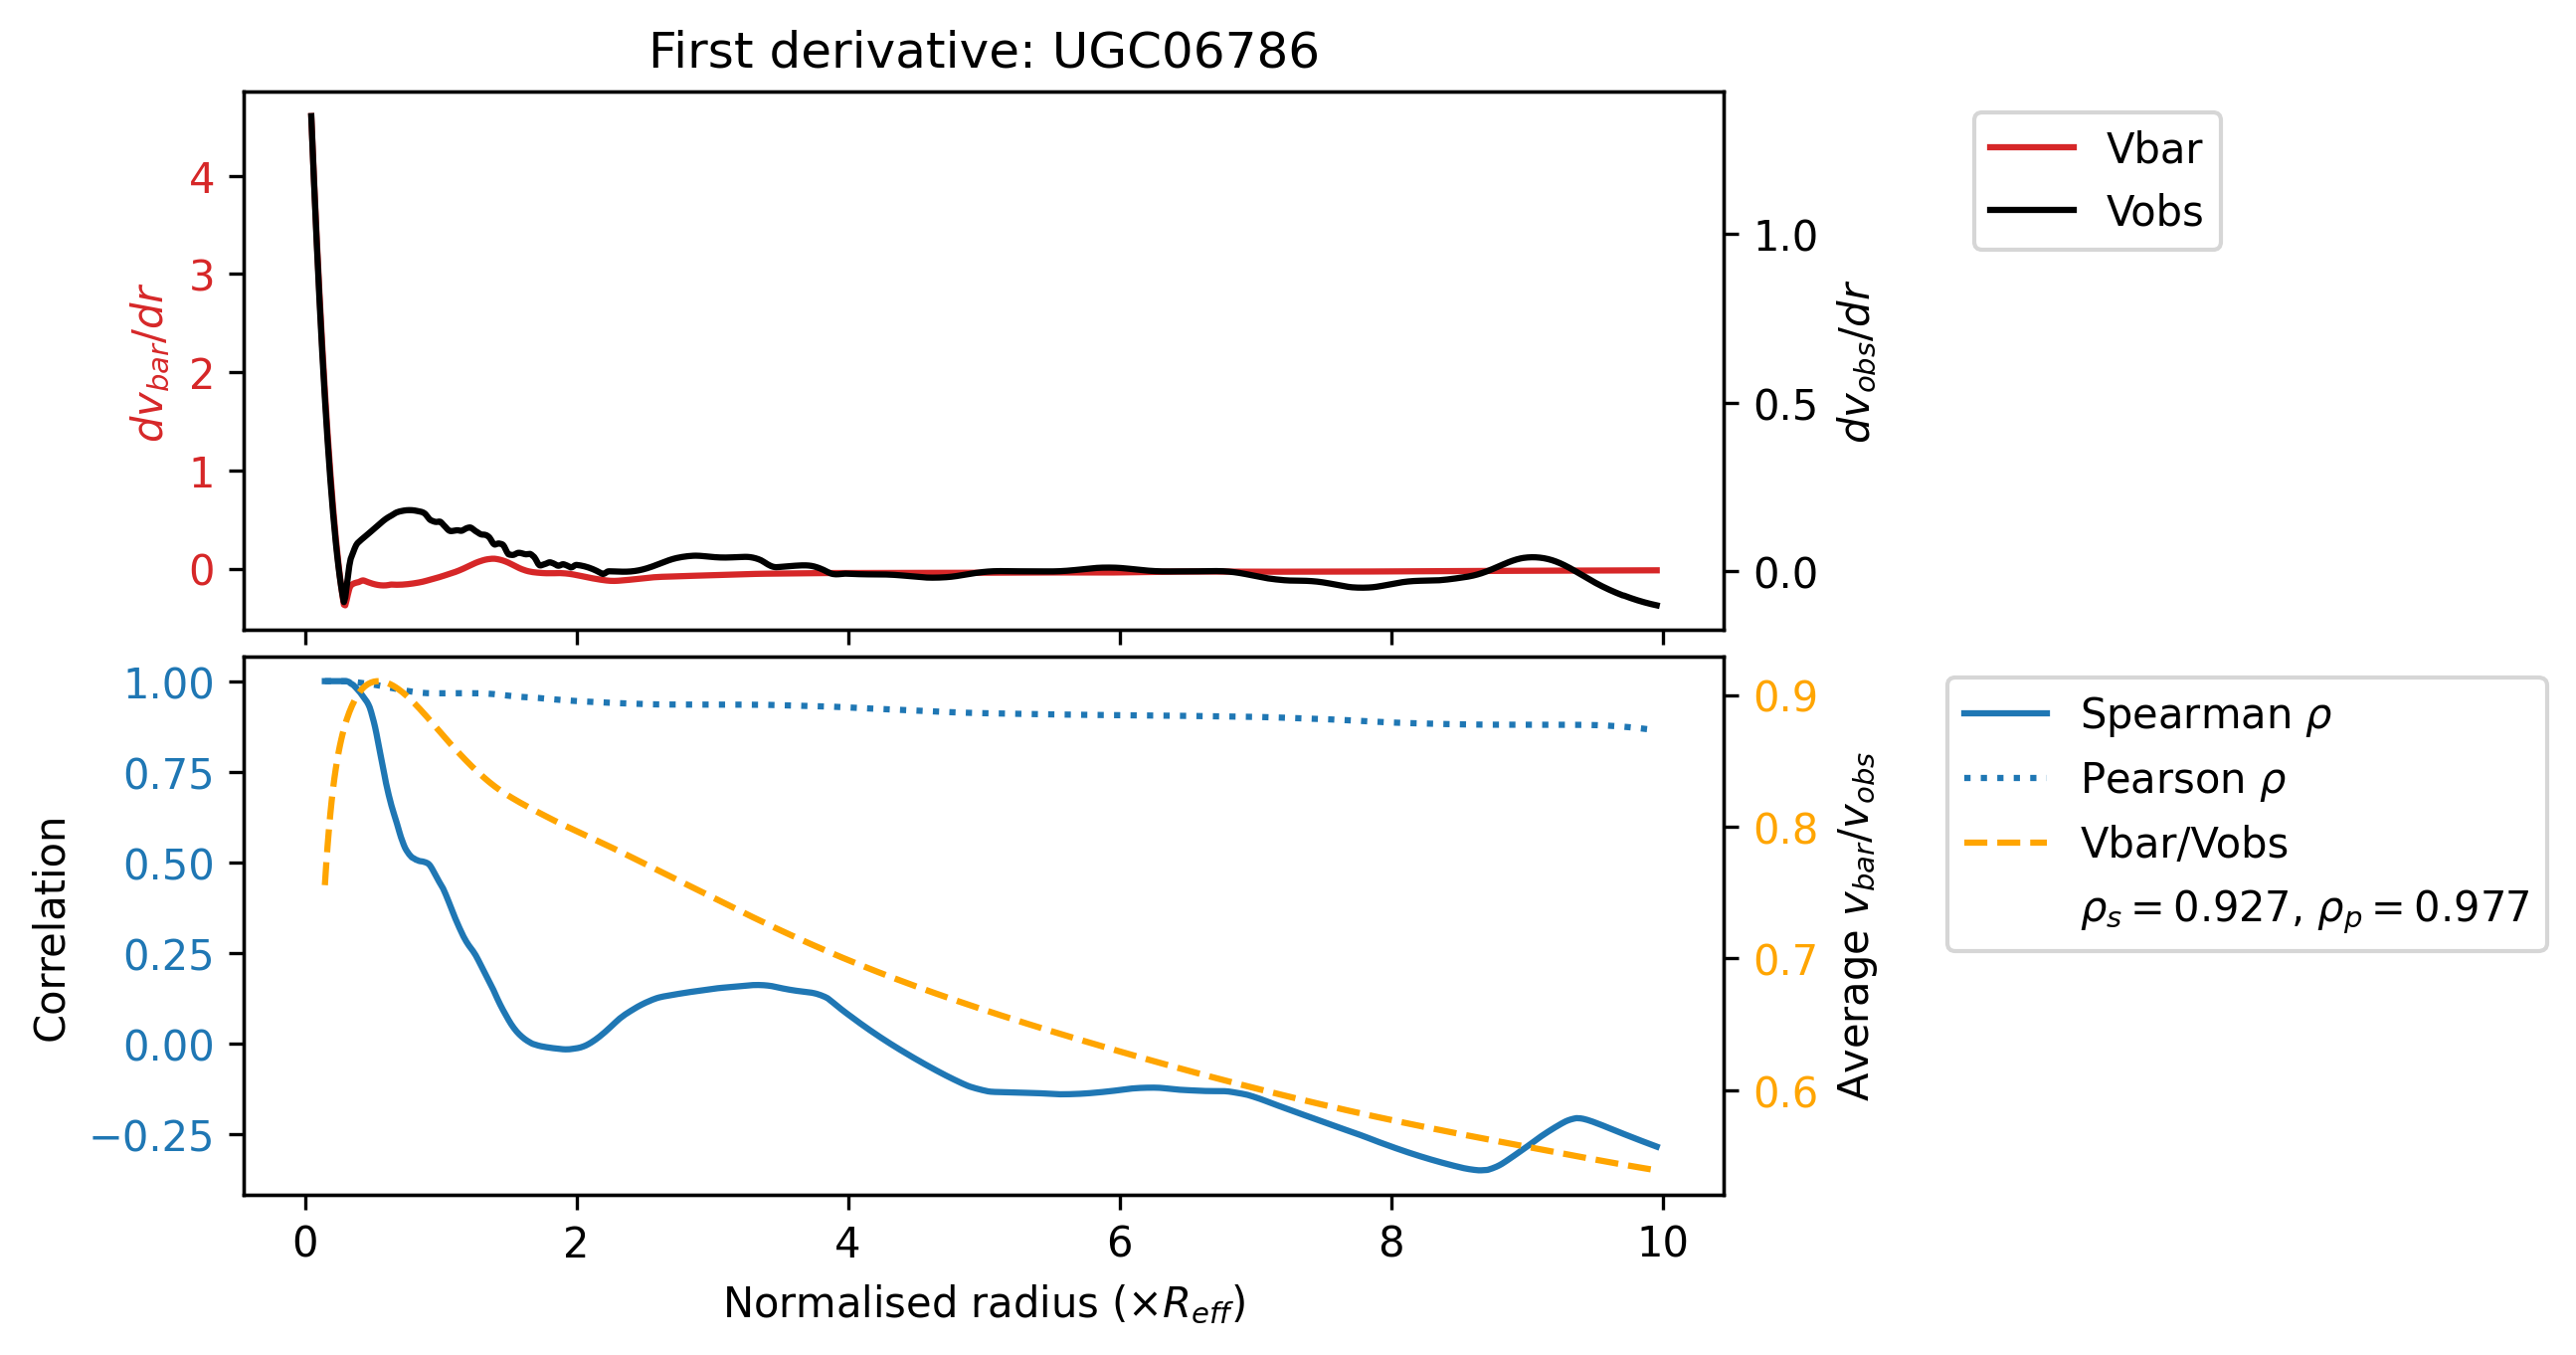 First derivative: UGC06786
4
3
2
1
0
dv_bar/dr
1.0
0.5
0.0
dv_obs/dr
Vbar
Vobs
1.00
0.75
0.50
0.25
0.00
−0.25
Correlation
0.9
0.8
0.7
0.6
Average v_bar/v_obs
Spearman ρ
Pearson ρ
Vbar/Vobs
ρ_s = 0.927, ρ_p = 0.977
0 2 4 6 8 10
Normalised radius (×R_eff)